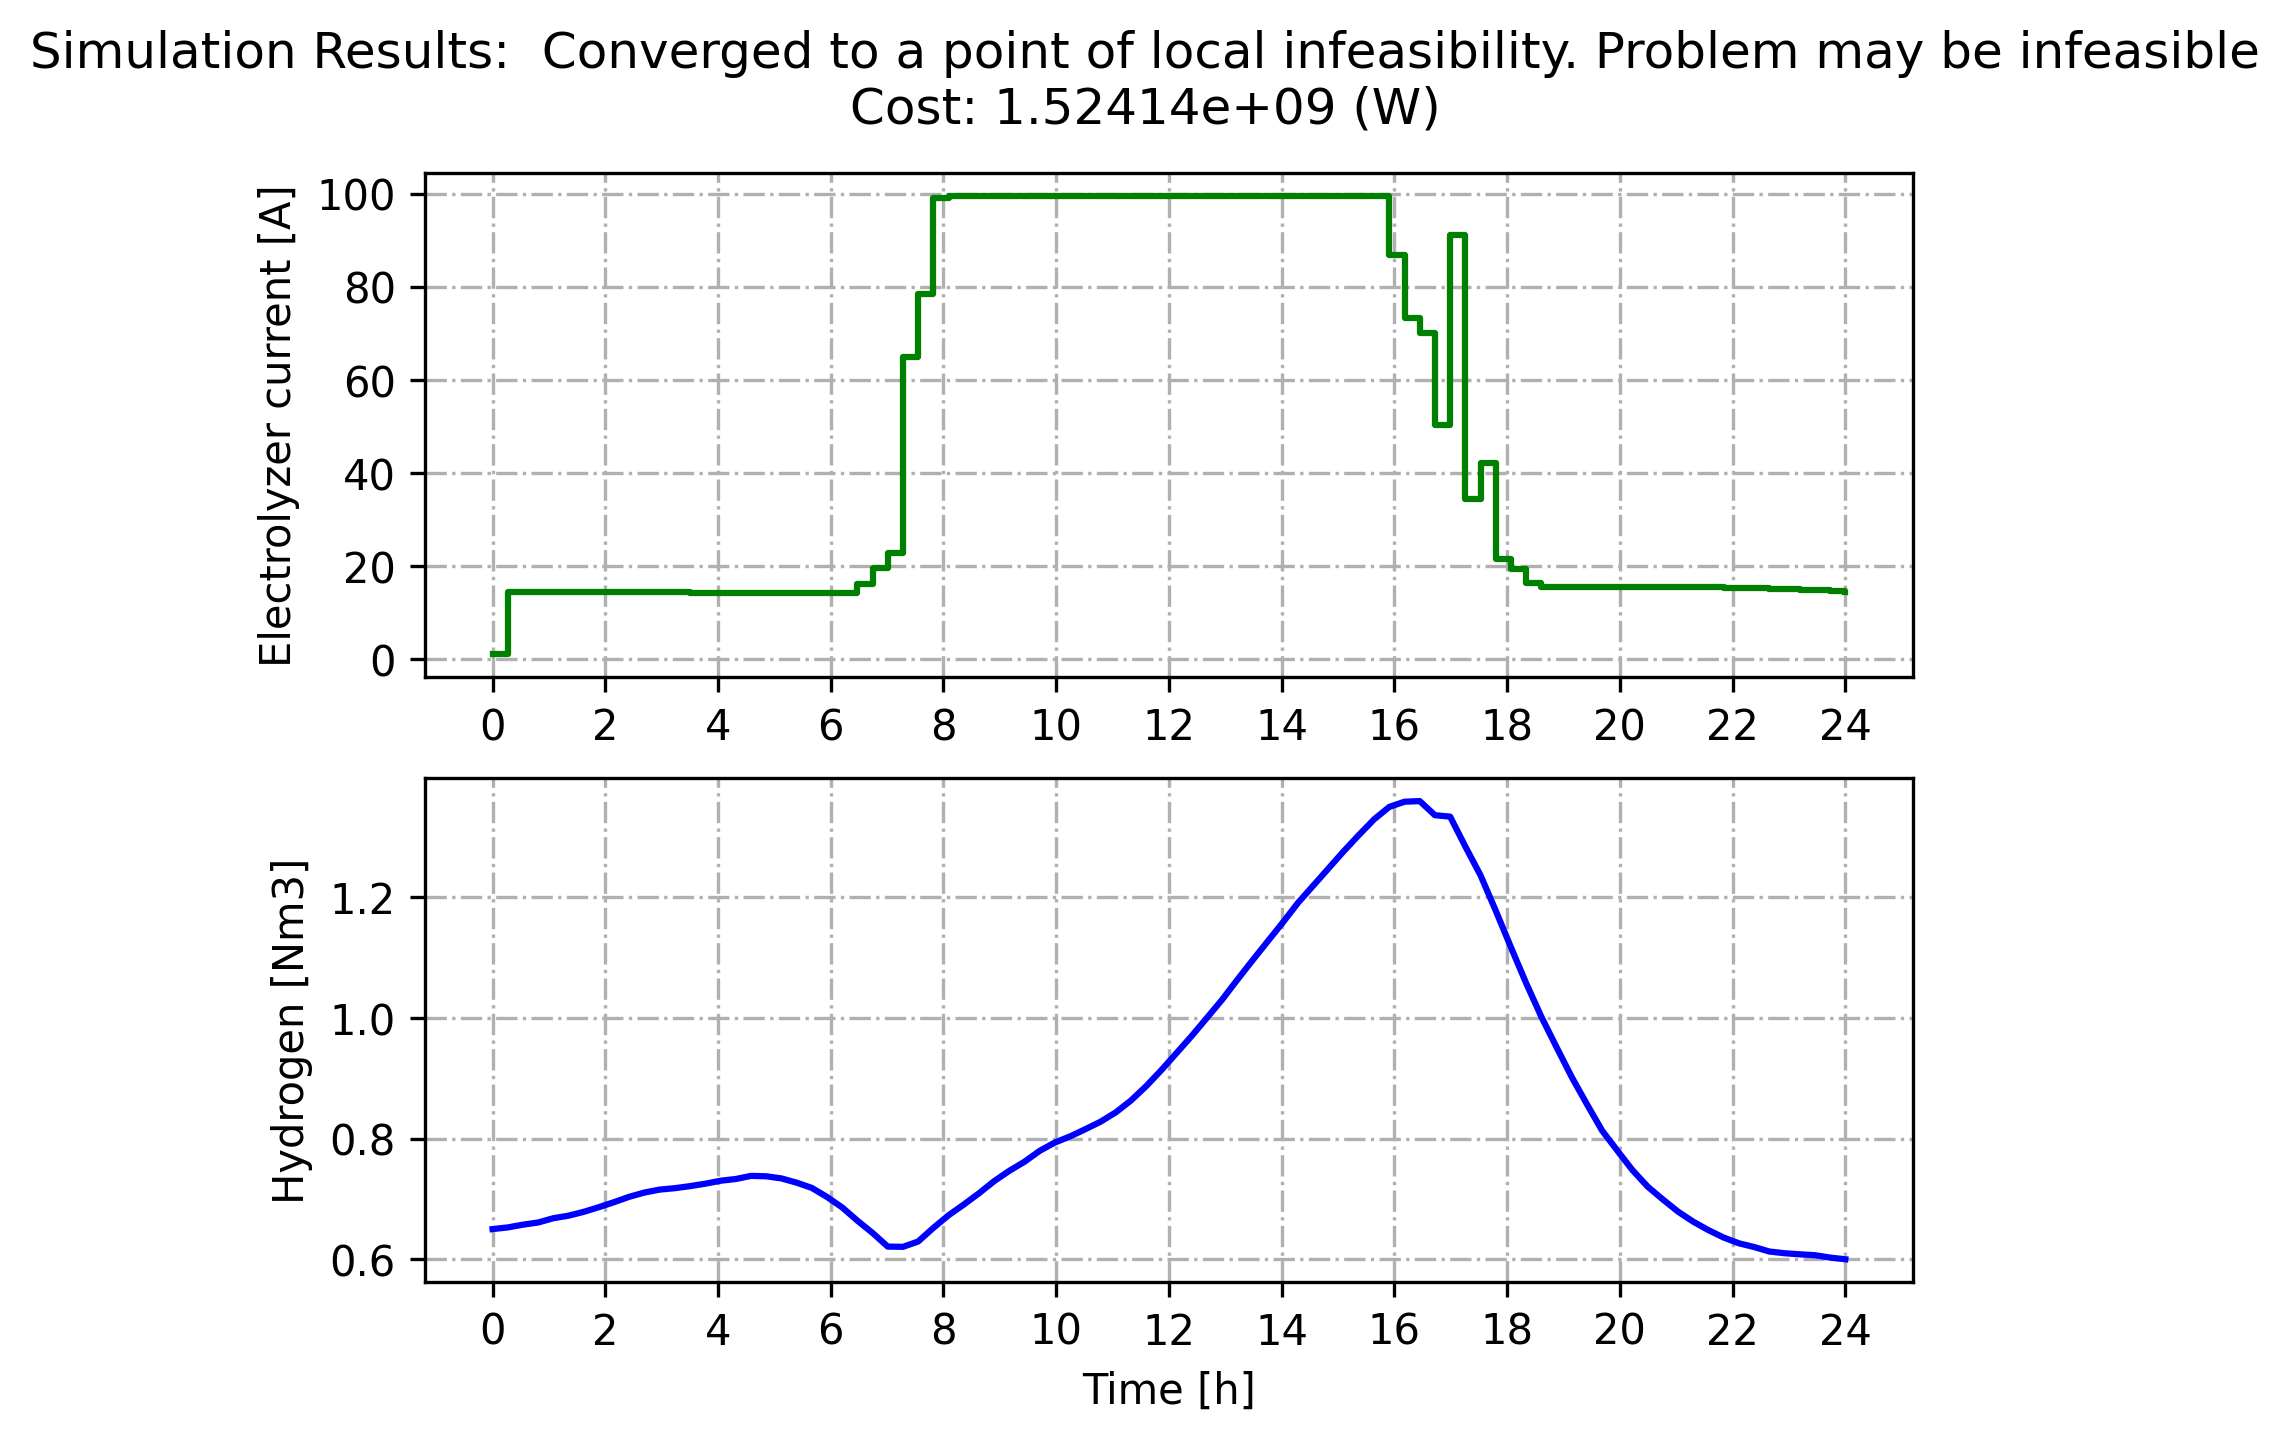 Simulation Results:  Converged to a point of local infeasibility. Problem may be infeasible
Cost: 1.52414e+09 (W)
Electrolyzer current [A]
100
80
60
40
20
0
0 2 4 6 8 10 12 14 16 18 20 22 24
Hydrogen [Nm3]
1.2
1.0
0.8
0.6
0 2 4 6 8 10 12 14 16 18 20 22 24
Time [h]